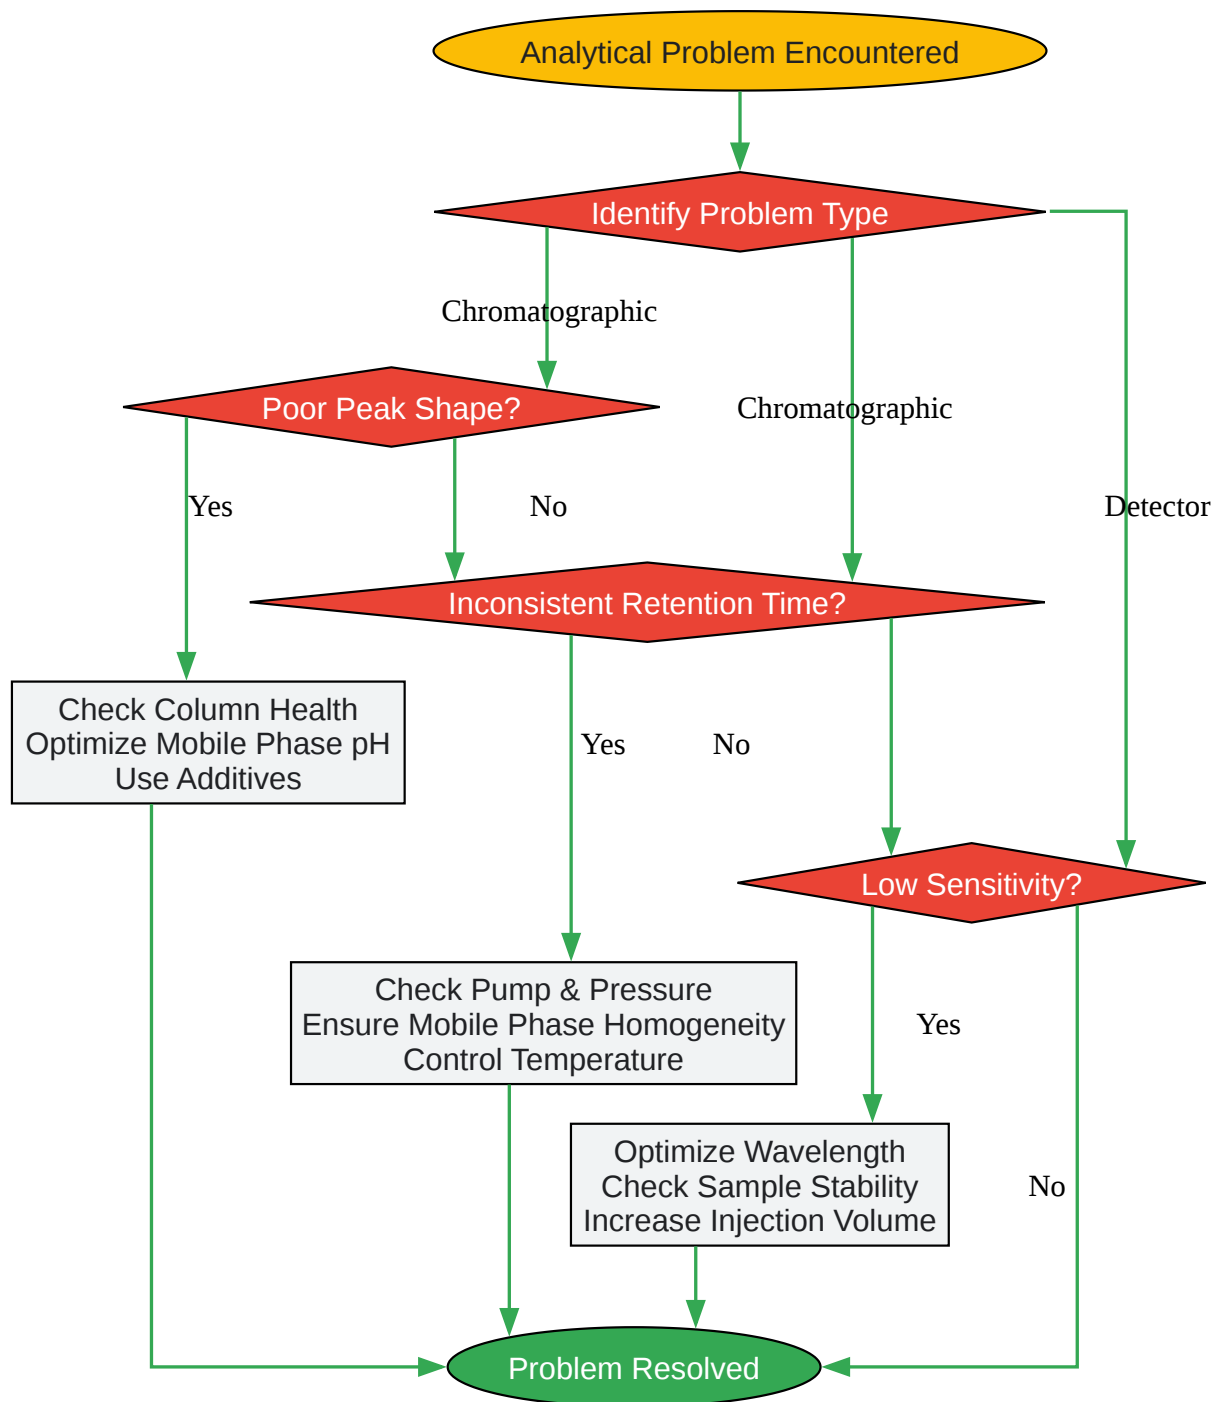 Analytical Problem Encountered
Identify Problem Type
Chromatographic
Poor Peak Shape?
Chromatographic
Yes
No
Detector
Inconsistent Retention Time?
Check Column Health
Optimize Mobile Phase pH
Use Additives
Yes
No
Low Sensitivity?
Check Pump & Pressure
Ensure Mobile Phase Homogeneity
Control Temperature
Yes
Optimize Wavelength
Check Sample Stability
Increase Injection Volume
No
Problem Resolved